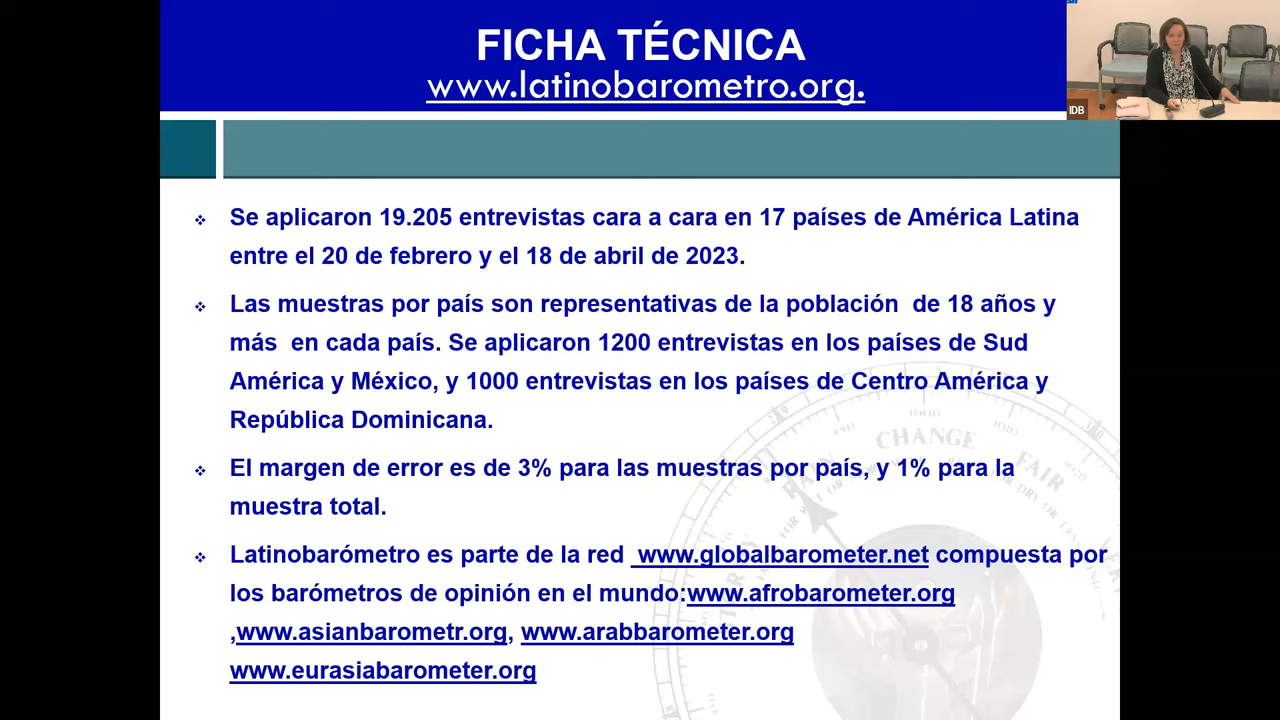 FICHA TÉCNICA
www.latinobarometro.org.
IDB
Se aplicaron 19.205 entrevistas cara a cara en 17 países de América Latina
entre el 20 de febrero y el 18 de abril de 2023.
Las muestras por país son representativas de la población de 18 años y
más en cada país. Se aplicaron 1200 entrevistas en los países de Sud
América y México, y 1000 entrevistas en los países de Centro América y
República Dominicana.
El margen de error es de 3% para las muestras por país, y 1% para la
muestra total.
Latinobarómetro es parte de la red www.globalbarometer.net compuesta por
los barómetros de opinión en el mundo:www.afrobarometer.org
,www.asianbarometr.org, www.arabbarometer.org
www.eurasiabarometer.org
CHANGE
RAIN
FAIR
1000
1010